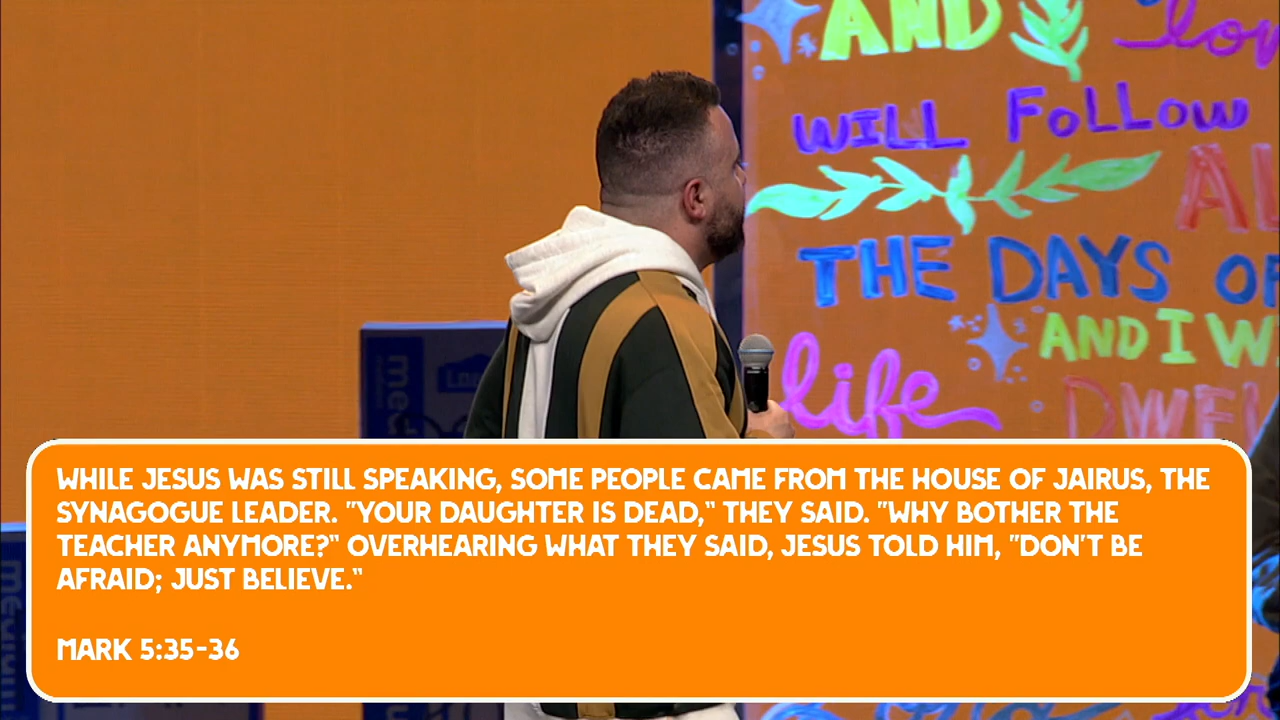 AND
WILL FOLLOW
THE DAYS OF
AND I
life
WHILE JESUS WAS STILL SPEAKING, SOME PEOPLE CAME FROM THE HOUSE OF JAIRUS, THE
SYNAGOGUE LEADER. "YOUR DAUGHTER IS DEAD," THEY SAID. "WHY BOTHER THE
TEACHER ANYMORE?" OVERHEARING WHAT THEY SAID, JESUS TOLD HIM, "DON'T BE
AFRAID; JUST BELIEVE."
MARK 5:35-36